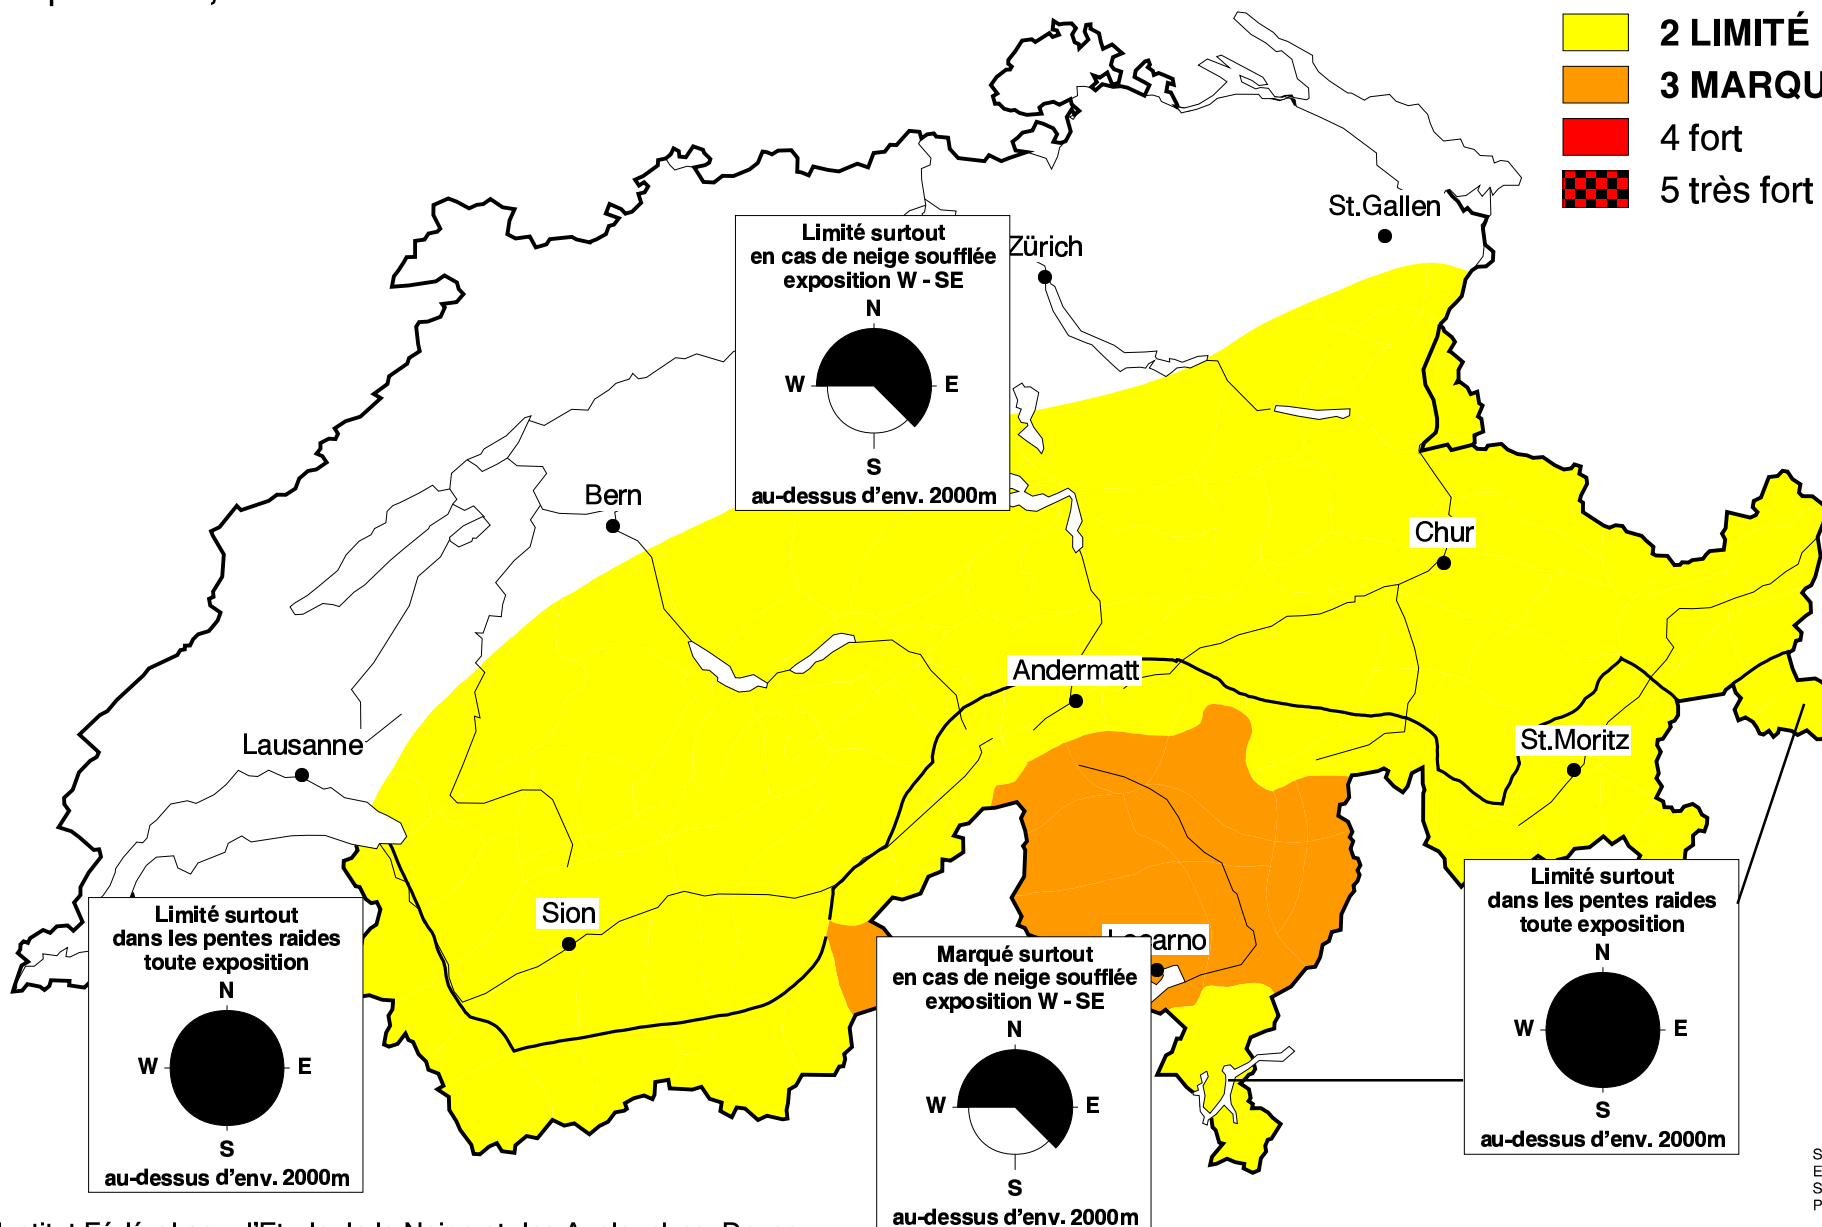 2 LIMITÉ
3 MARQU
4 fort
5 très fort
St.Gallen
Zürich
Limité surtout
en cas de neige soufflée
exposition W - SE
N
W
E
S
au-dessus d'env. 2000m
Bern
Chur
Andermatt
Lausanne
St.Moritz
Sion
Locarno
Limité surtout
dans les pentes raides
toute exposition
N
W
E
S
au-dessus d'env. 2000m
Marqué surtout
en cas de neige soufflée
exposition W - SE
N
W
E
S
au-dessus d'env. 2000m
Limité surtout
dans les pentes raides
toute exposition
N
W
E
S
au-dessus d'env. 2000m
S
E
S
P